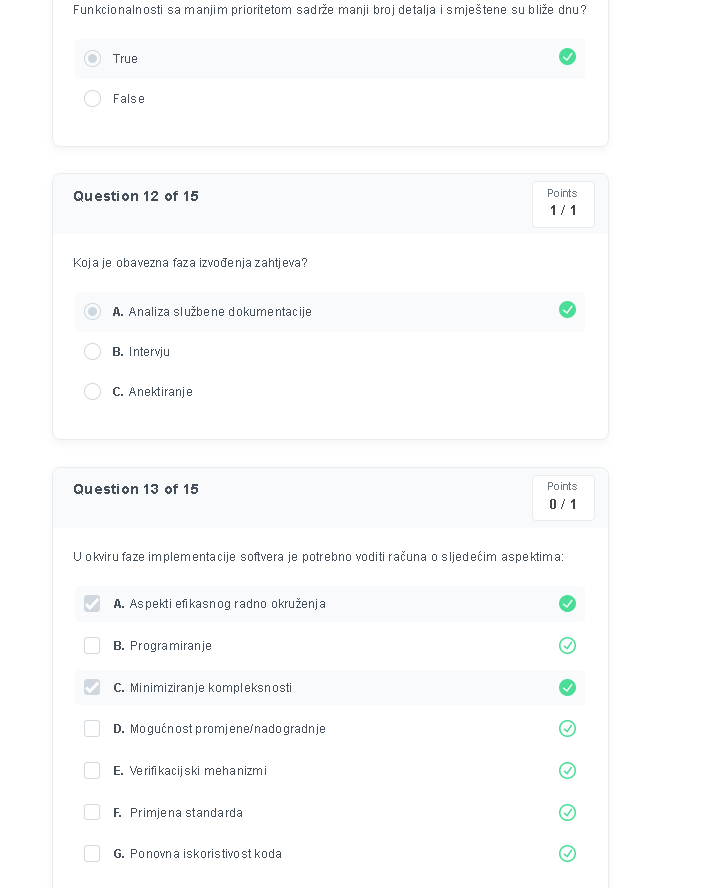 Funkcionalnosti sa manjim prioritetom sadrže manji broj detalja i smještene su bliže dnu?
True
False
Question 12 of 15
Points
1 / 1
Koja je obavezna faza izvođenja zahtjeva?
A. Analiza službene dokumentacije
B. Intervju
C. Anektiranje
Question 13 of 15
Points
0 / 1
U okviru faze implementacije softvera je potrebno voditi računa o sljedećim aspektima:
A. Aspekti efikasnog radno okruženja
B. Programiranje
C. Minimiziranje kompleksnosti
D. Mogućnost promjene/nadogradnje
E. Verifikacijski mehanizmi
F. Primjena standarda
G. Ponovna iskoristivost koda